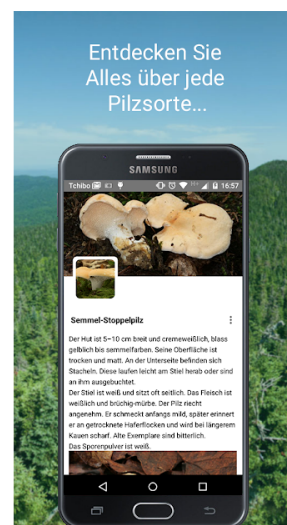 Entdecken Sie
Alles über jede
Pilzsorte...
SAMSUNG
Tchibo 16:57
Semmel-Stoppelpilz
Der Hut ist 5–10 cm breit und cremeweißlich, blass
gelblich bis semmelfarben. Seine Oberfläche ist
trocken und matt. An der Unterseite befinden sich
Stacheln. Diese laufen leicht am Stiel herab oder sind
an ihm ausgebuchtet.
Der Stiel ist weiß und sitzt oft seitlich. Das Fleisch ist
weißlich und brüchig-mürbe. Der Pilz riecht
angenehm. Er schmeckt anfangs mild, später erinnert
er an getrocknete Haferflocken und wird bei längerem
Kauen scharf. Alte Exemplare sind bitterlich.
Das Sporenpulver ist weiß.